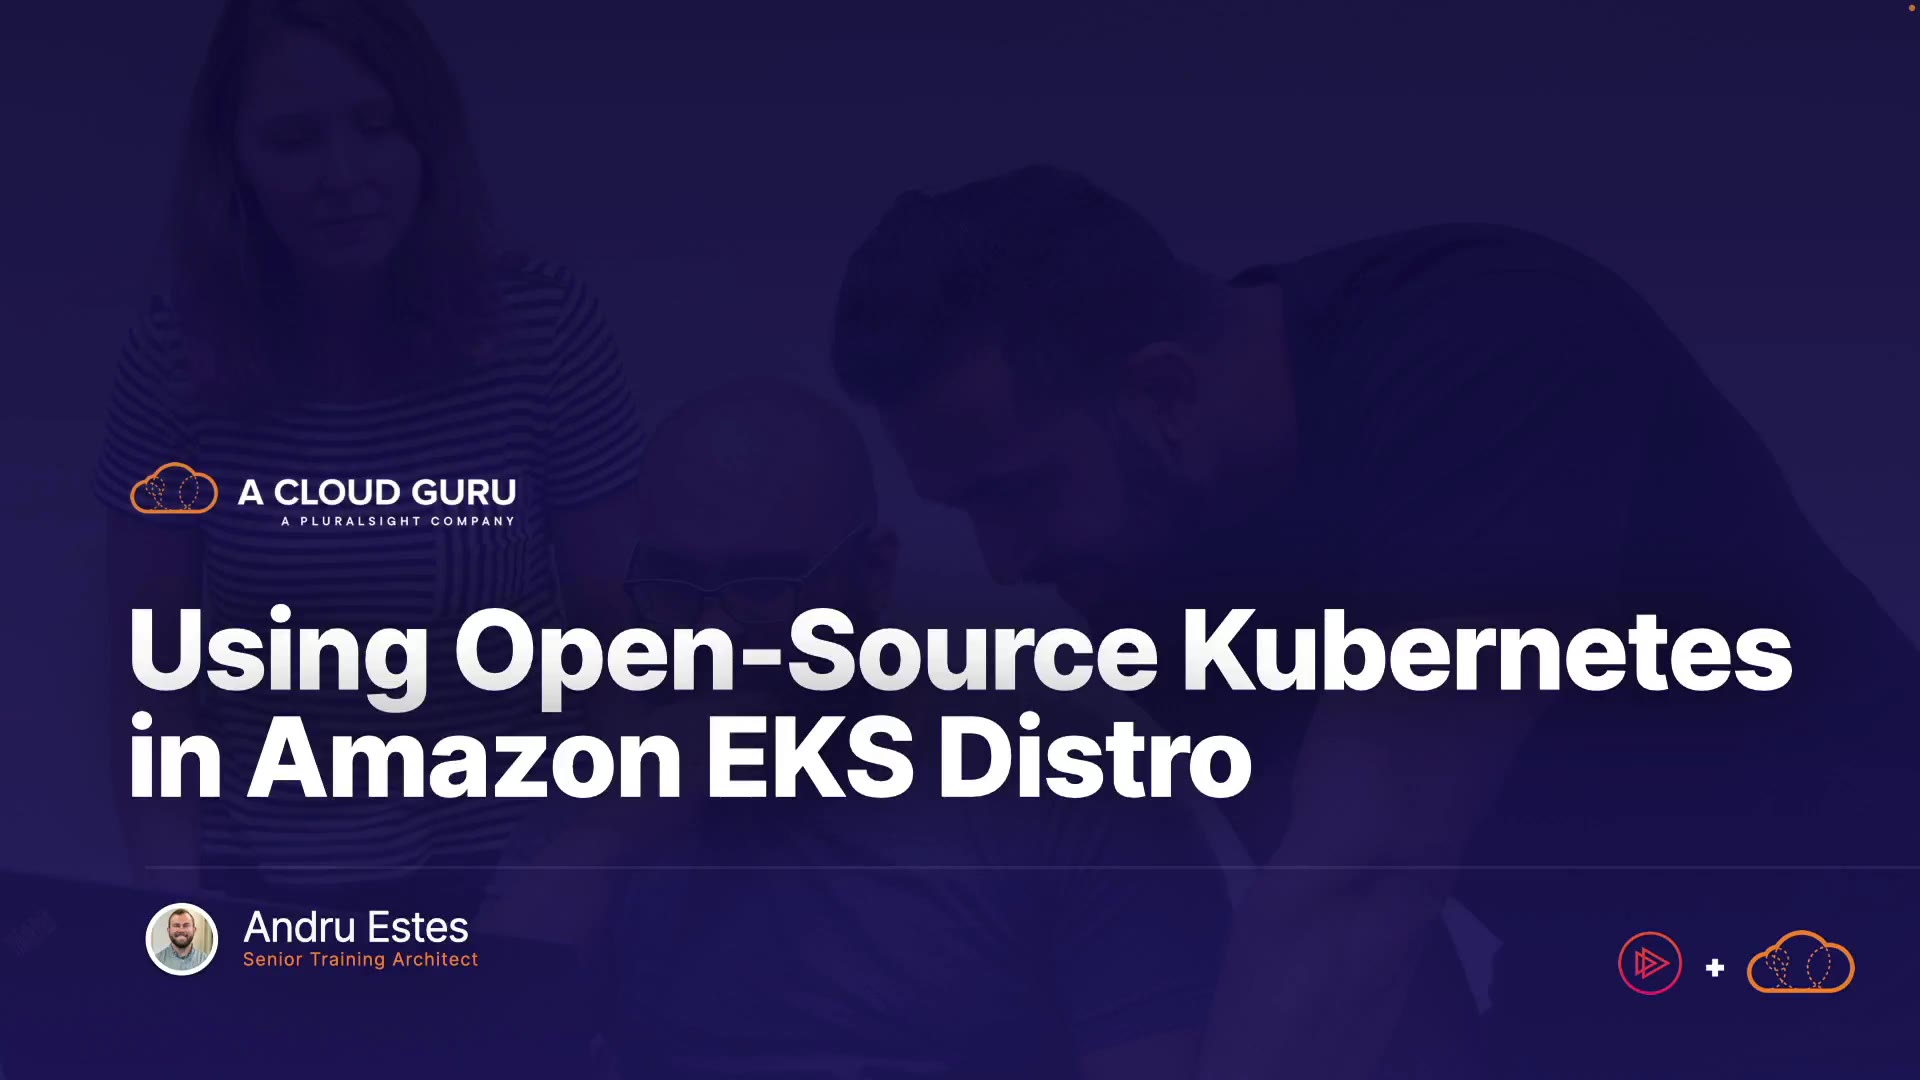 A CLOUD GURU
A PLURALSIGHT COMPANY
Using Open-Source Kubernetes
in Amazon EKS Distro
Andru Estes
Senior Training Architect
+